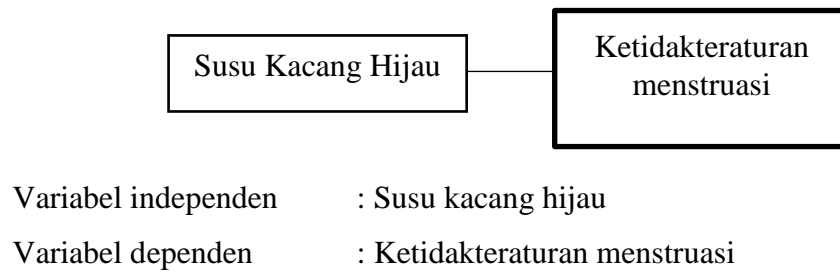 Susu Kacang Hijau
Ketidakteraturan
menstruasi
Variabel independen : Susu kacang hijau
Variabel dependen : Ketidakteraturan menstruasi